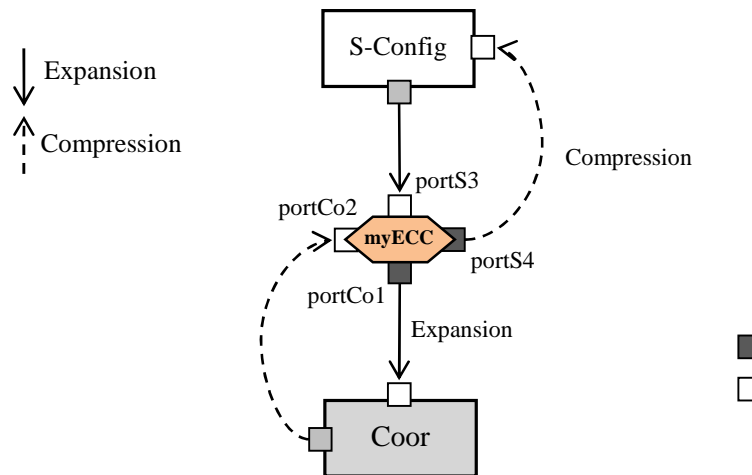 S-Config
Expansion
Compression
Compression
portS3
portCo2
myECC
portS4
portCo1
Expansion
Coor